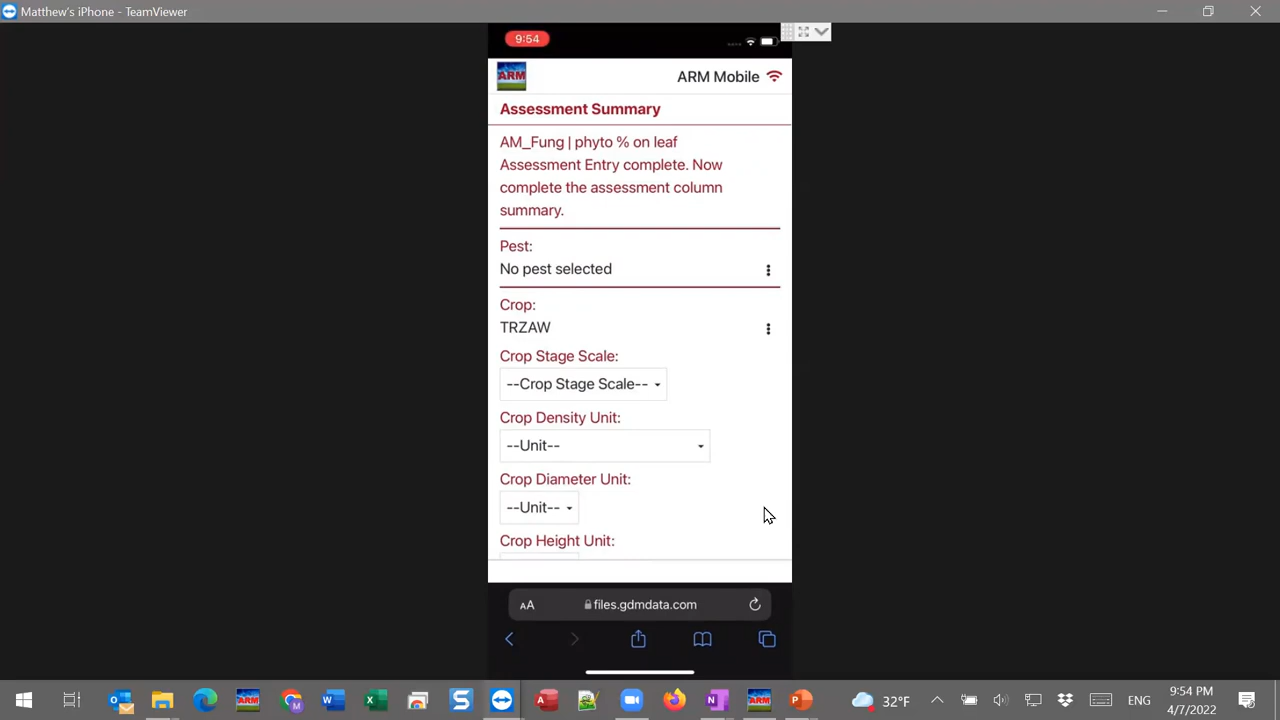 Matthew's iPhone - TeamViewer
9:54
ARM
ARM Mobile
Assessment Summary
AM_Fung | phyto % on leaf
Assessment Entry complete. Now
complete the assessment column
summary.
Pest:
No pest selected
Crop:
TRZAW
Crop Stage Scale:
--Crop Stage Scale--
Crop Density Unit:
--Unit--
Crop Diameter Unit:
--Unit--
Crop Height Unit:
AA
files.gdmdata.com
32°F
ENG
9:54 PM
4/7/2022